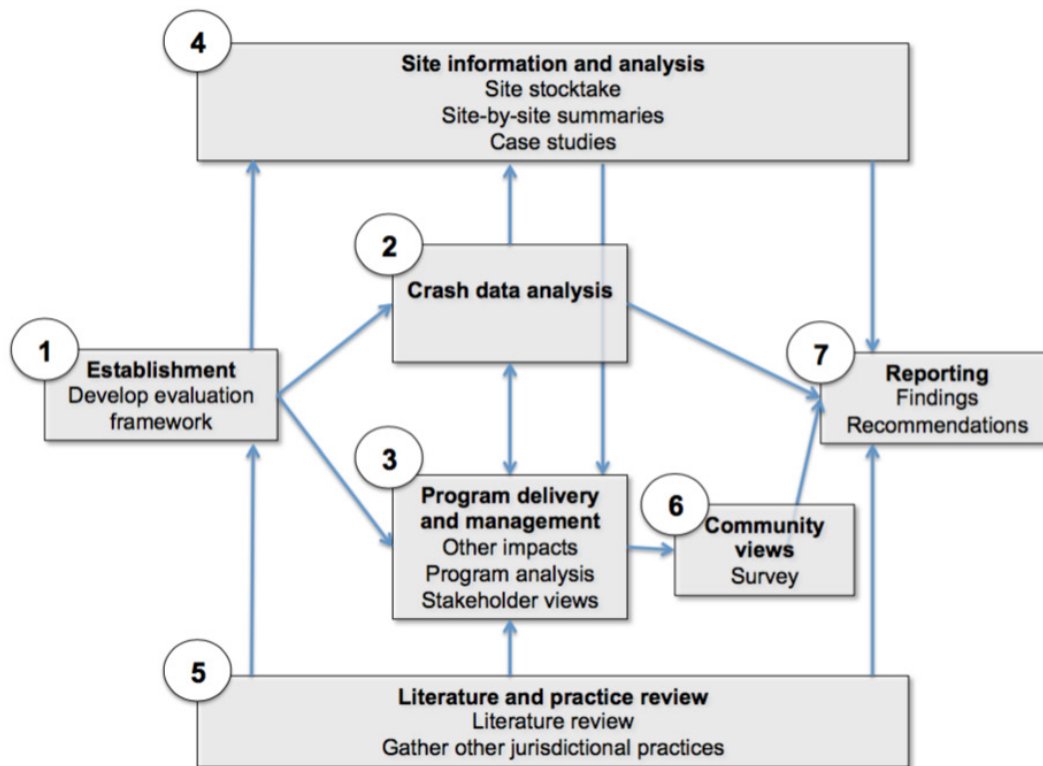 4
Site information and analysis
Site stocktake
Site-by-site summaries
Case studies
2
Crash data analysis
1
Establishment
Develop evaluation
framework
7
Reporting
Findings
Recommendations
3
Program delivery
and management
Other impacts
Program analysis
Stakeholder views
6
Community
views
Survey
5
Literature and practice review
Literature review
Gather other jurisdictional practices